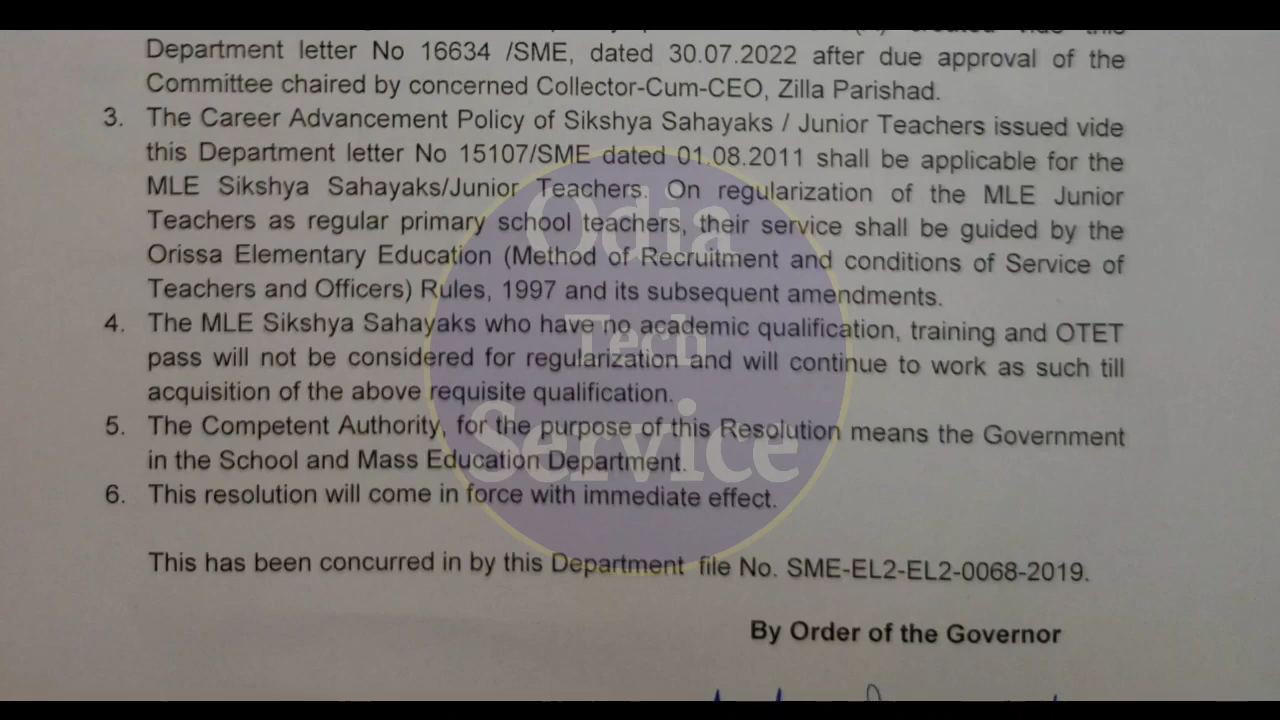 Department letter No 16634 /SME, dated 30.07.2022 after due approval of the
Committee chaired by concerned Collector-Cum-CEO, Zilla Parishad.
3. The Career Advancement Policy of Sikshya Sahayaks / Junior Teachers issued vide
this Department letter No 15107/SME dated 01.08.2011 shall be applicable for the
MLE Sikshya Sahayaks/Junior Teachers. On regularization of the MLE Junior
Teachers as regular primary school teachers, their service shall be guided by the
Orissa Elementary Education (Method of Recruitment and conditions of Service of
Teachers and Officers) Rules, 1997 and its subsequent amendments.
4. The MLE Sikshya Sahayaks who have no academic qualification, training and OTET
pass will not be considered for regularization and will continue to work as such till
acquisition of the above requisite qualification.
5. The Competent Authority, for the purpose of this Resolution means the Government
in the School and Mass Education Department.
6. This resolution will come in force with immediate effect.
This has been concurred in by this Department file No. SME-EL2-EL2-0068-2019.
By Order of the Governor
Odia
Tech
Service